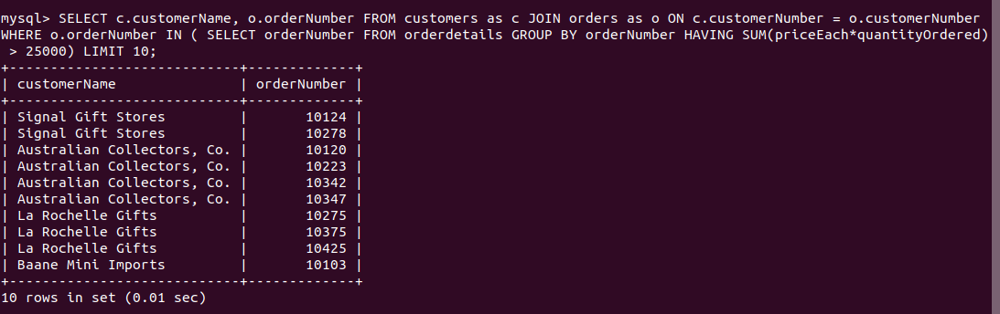 mysql> SELECT c.customerName, o.orderNumber FROM customers as c JOIN orders as o ON c.customerNumber = o.customerNumber
WHERE o.orderNumber IN ( SELECT orderNumber FROM orderdetails GROUP BY orderNumber HAVING SUM(priceEach*quantityOrdered)
 > 25000) LIMIT 10;
+----------------------------+-------------+
| customerName               | orderNumber |
+----------------------------+-------------+
| Signal Gift Stores         |       10124 |
| Signal Gift Stores         |       10278 |
| Australian Collectors, Co. |       10120 |
| Australian Collectors, Co. |       10223 |
| Australian Collectors, Co. |       10342 |
| Australian Collectors, Co. |       10347 |
| La Rochelle Gifts          |       10275 |
| La Rochelle Gifts          |       10375 |
| La Rochelle Gifts          |       10425 |
| Baane Mini Imports         |       10103 |
+----------------------------+-------------+
10 rows in set (0.01 sec)